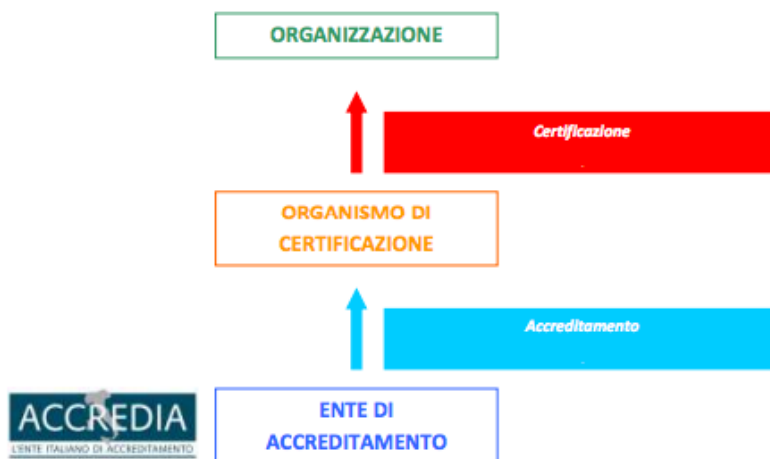 ORGANIZZAZIONE
Certificazione
ORGANISMO DI
CERTIFICAZIONE
Accreditamento
ACCREDIA
L'ENTE ITALIANO DI ACCREDITAMENTO
ENTE DI
ACCREDITAMENTO